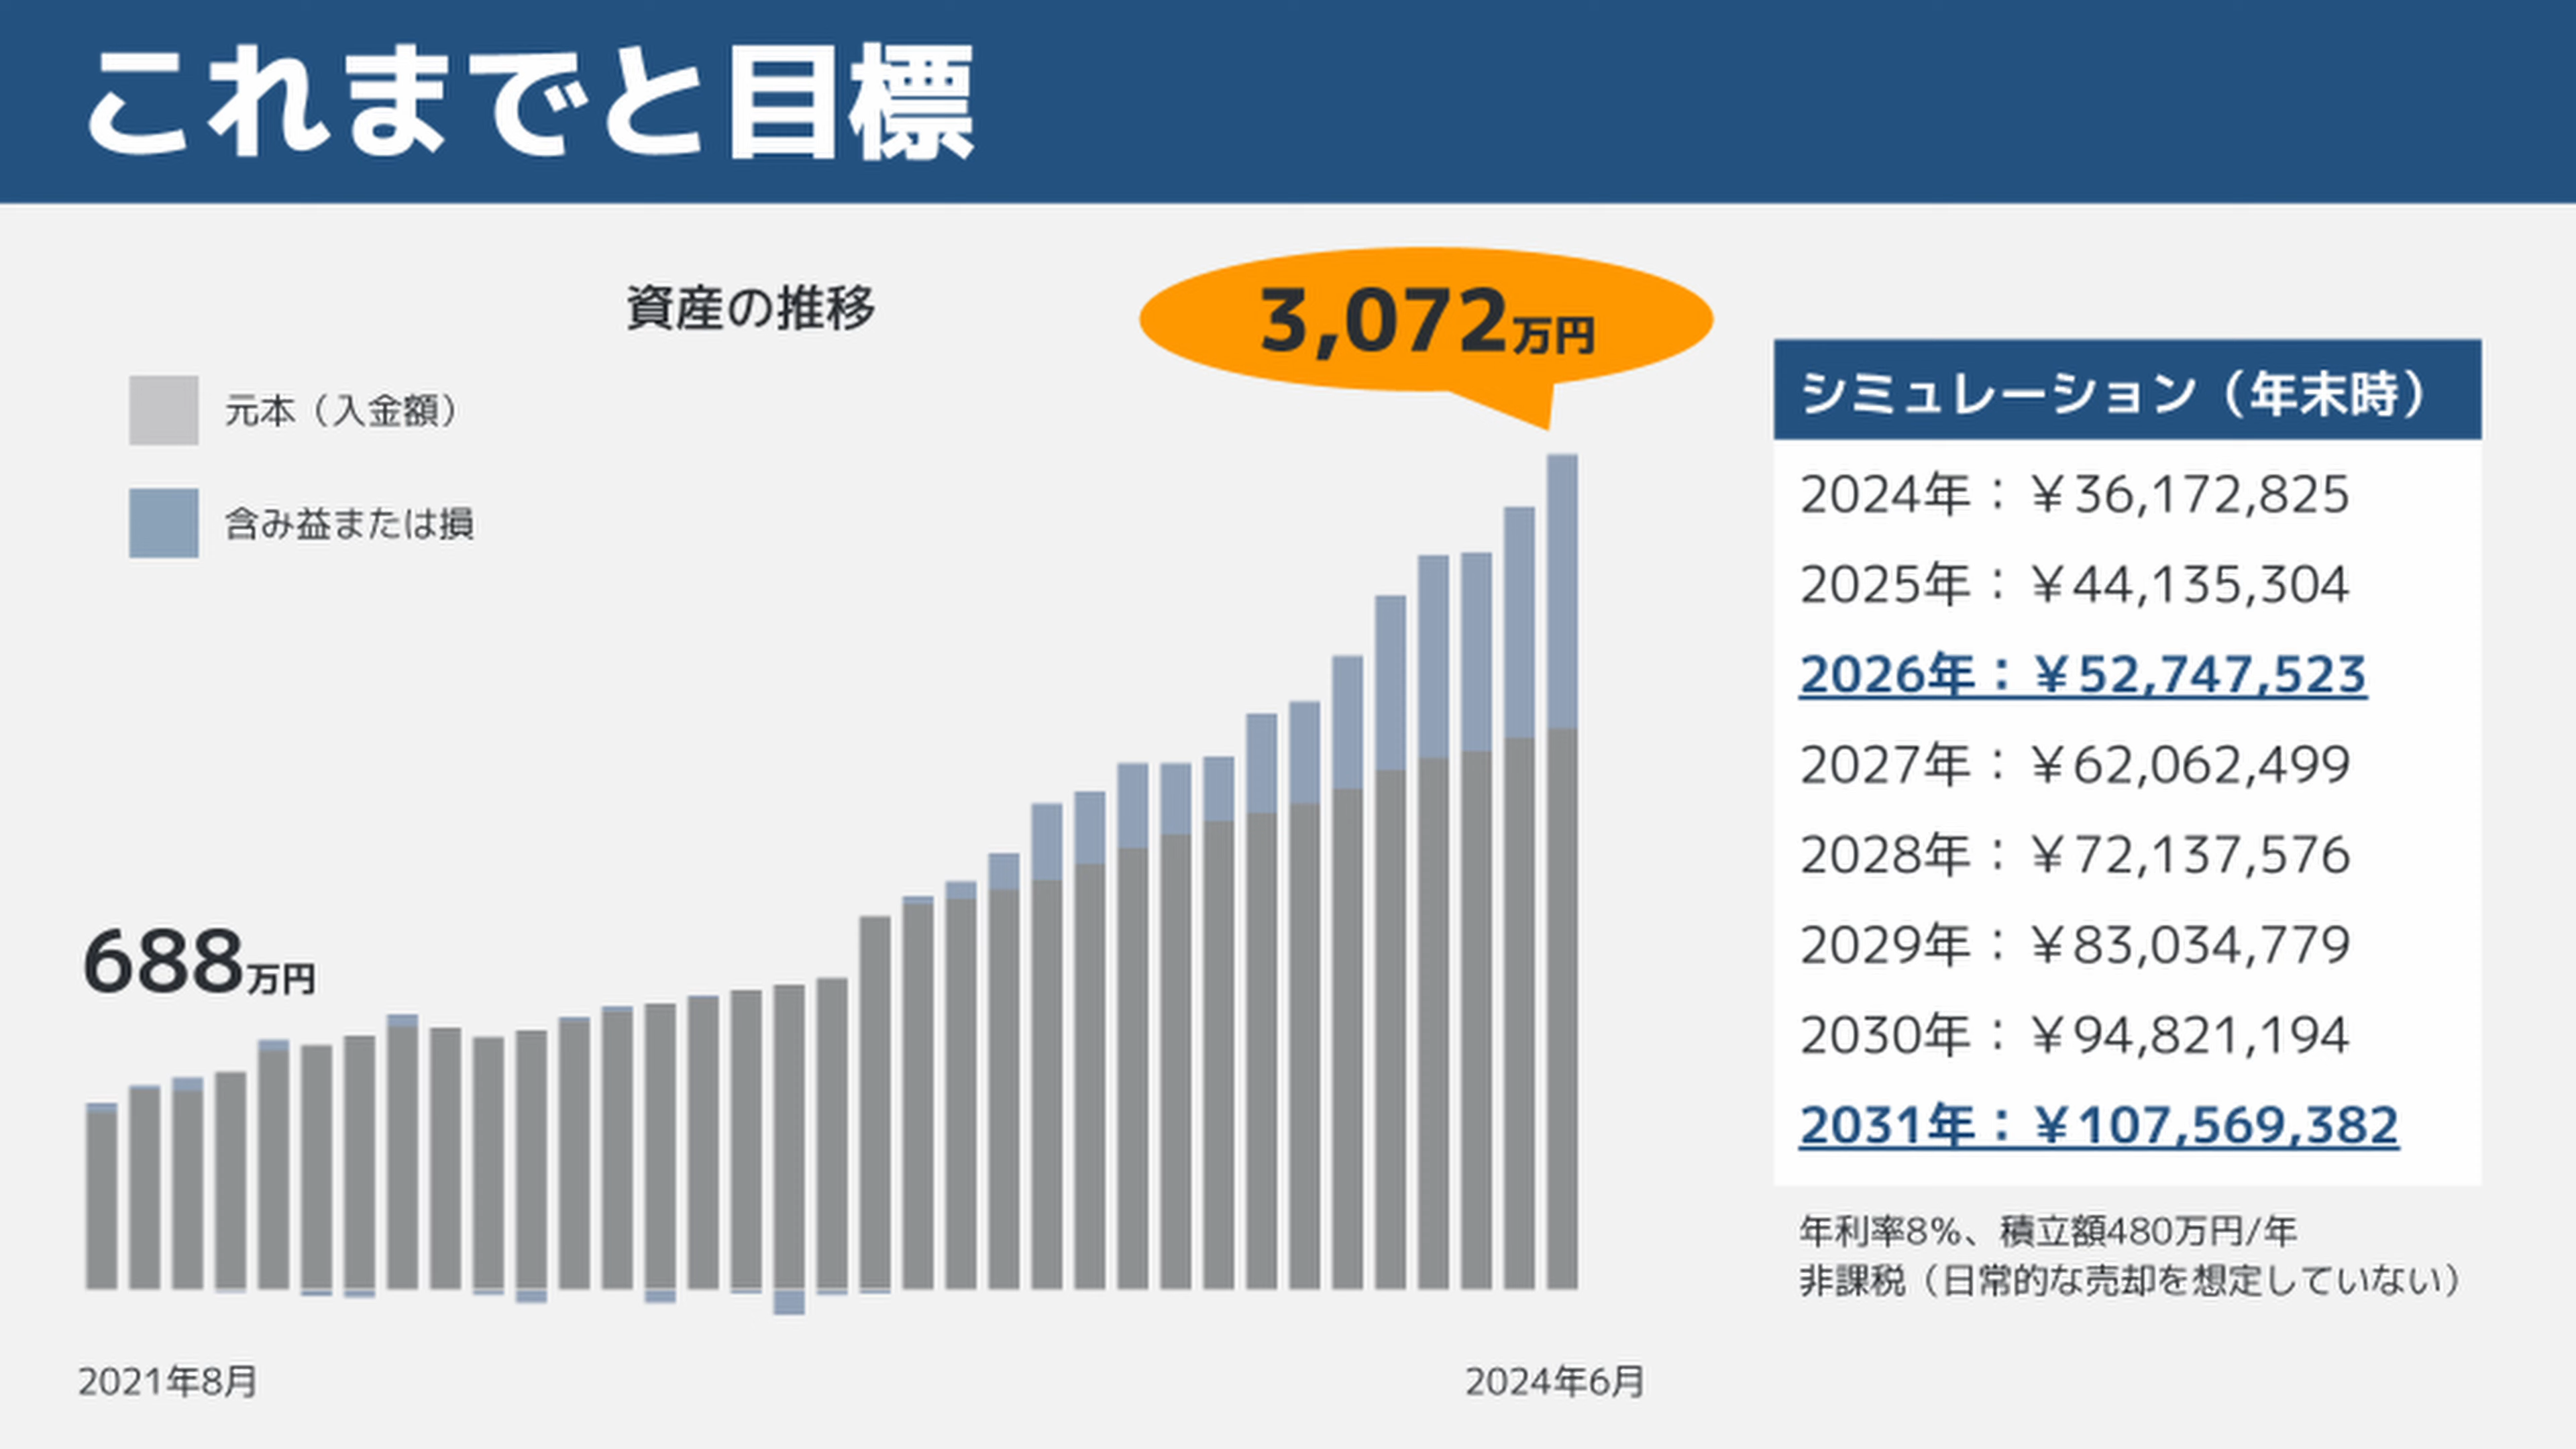 これまでと目標
資産の推移
3,072万円
元本（入金額）
含み益または損
688万円
2021年8月
2024年6月
シミュレーション（年末時）
2024年：￥36,172,825
2025年：￥44,135,304
2026年：￥52,747,523
2027年：￥62,062,499
2028年：￥72,137,576
2029年：￥83,034,779
2030年：￥94,821,194
2031年：￥107,569,382
年利率8%、積立額480万円/年
非課税（日常的な売却を想定していない）